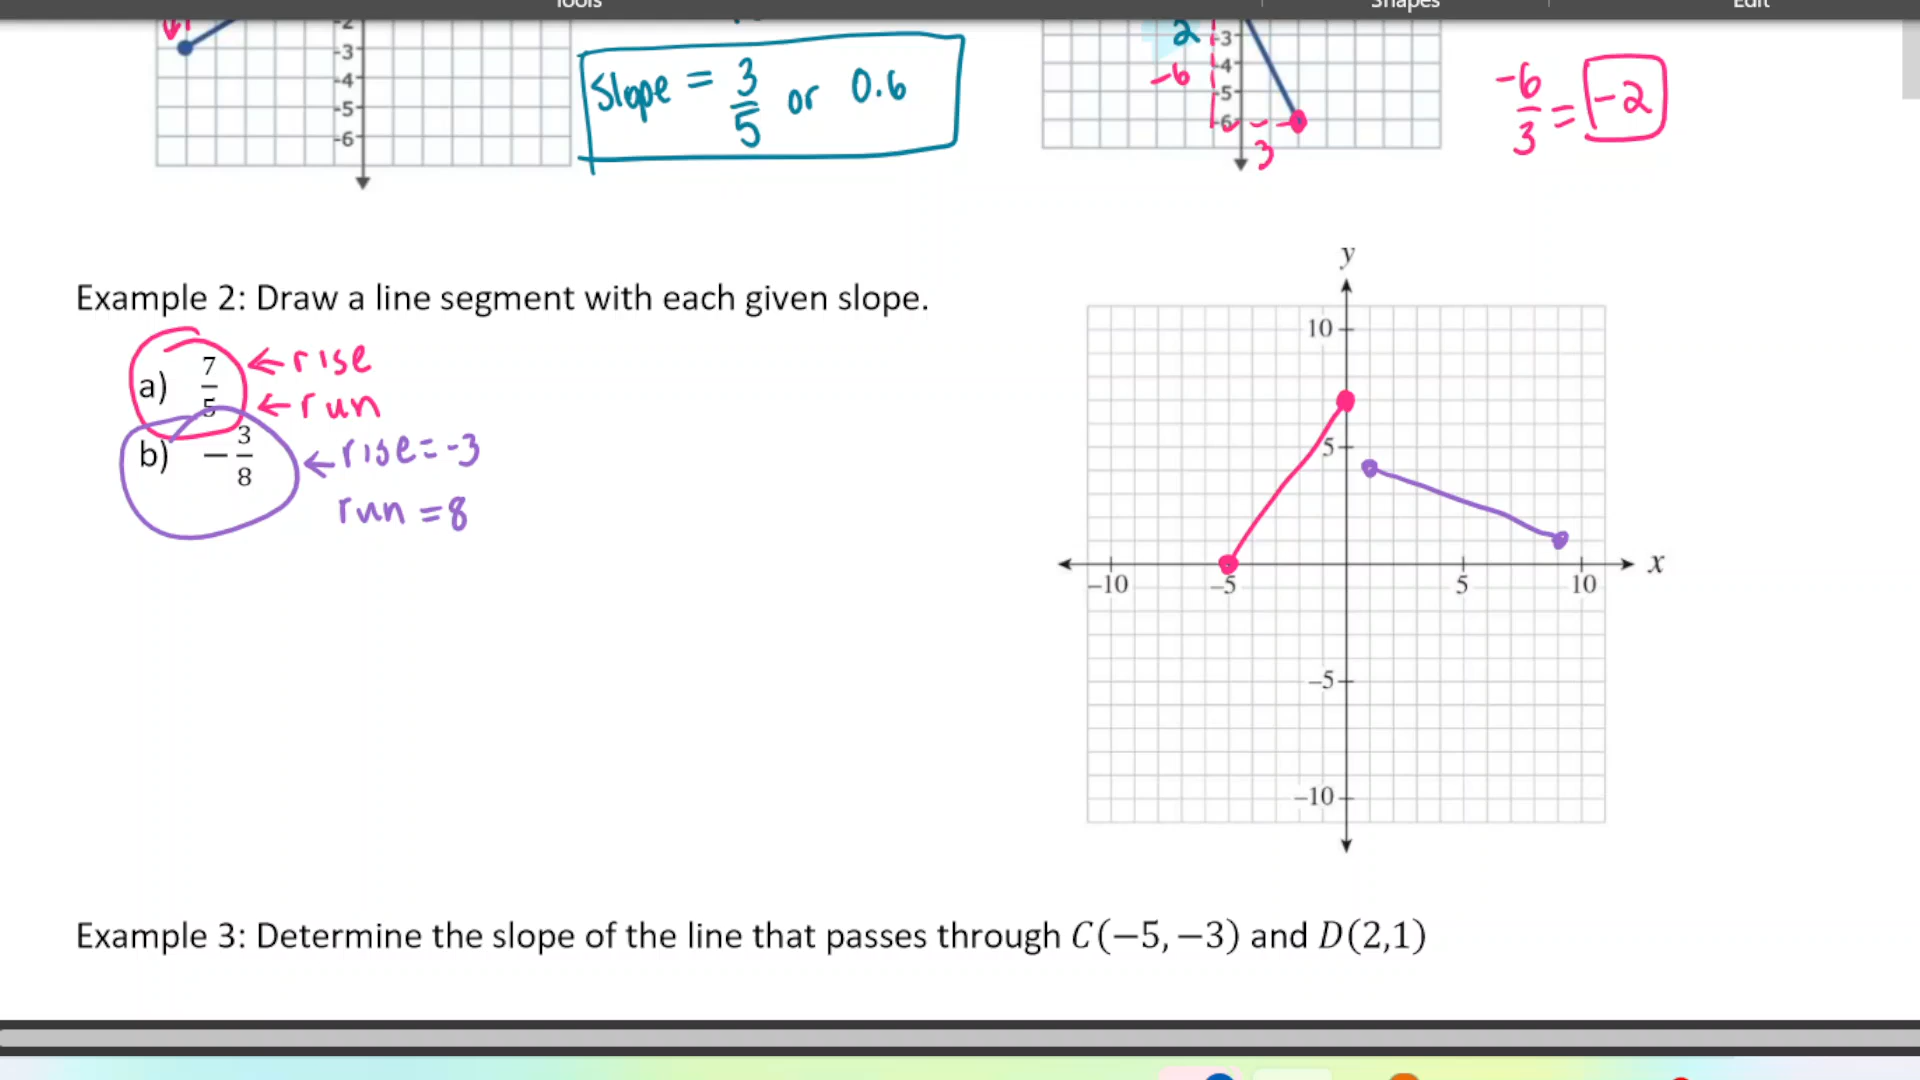 Tools Shapes Edit
-2
-3
-4
-5
-6
Slope = 3/5 or 0.6
2
-6
-3
-4
-5
-6
3
-6/3 = -2
Example 2: Draw a line segment with each given slope.
a) 7/5 ← rise
← run
b) −3/8 ← rise = -3
run = 8
y
10
5
−10 −5 5 10 x
−5
−10
Example 3: Determine the slope of the line that passes through C(−5, −3) and D(2,1)